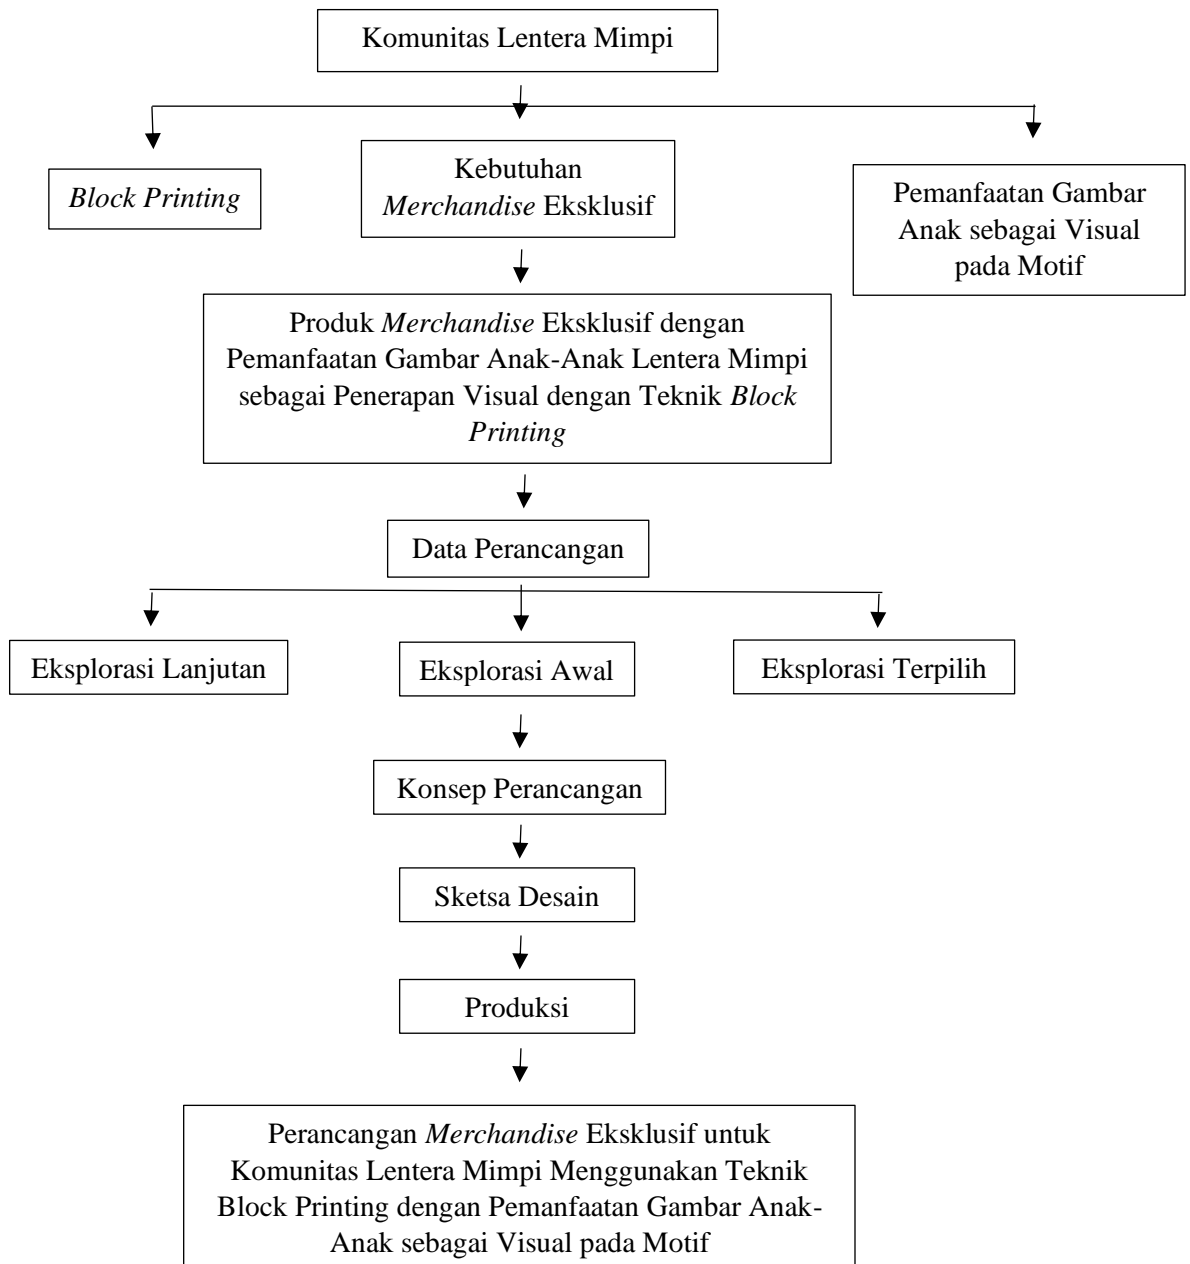 Komunitas Lentera Mimpi
Block Printing
Kebutuhan
Merchandise Eksklusif
Pemanfaatan Gambar
Anak sebagai Visual
pada Motif
Produk Merchandise Eksklusif dengan
Pemanfaatan Gambar Anak-Anak Lentera Mimpi
sebagai Penerapan Visual dengan Teknik Block
Printing
Data Perancangan
Eksplorasi Lanjutan
Eksplorasi Awal
Eksplorasi Terpilih
Konsep Perancangan
Sketsa Desain
Produksi
Perancangan Merchandise Eksklusif untuk
Komunitas Lentera Mimpi Menggunakan Teknik
Block Printing dengan Pemanfaatan Gambar Anak-
Anak sebagai Visual pada Motif